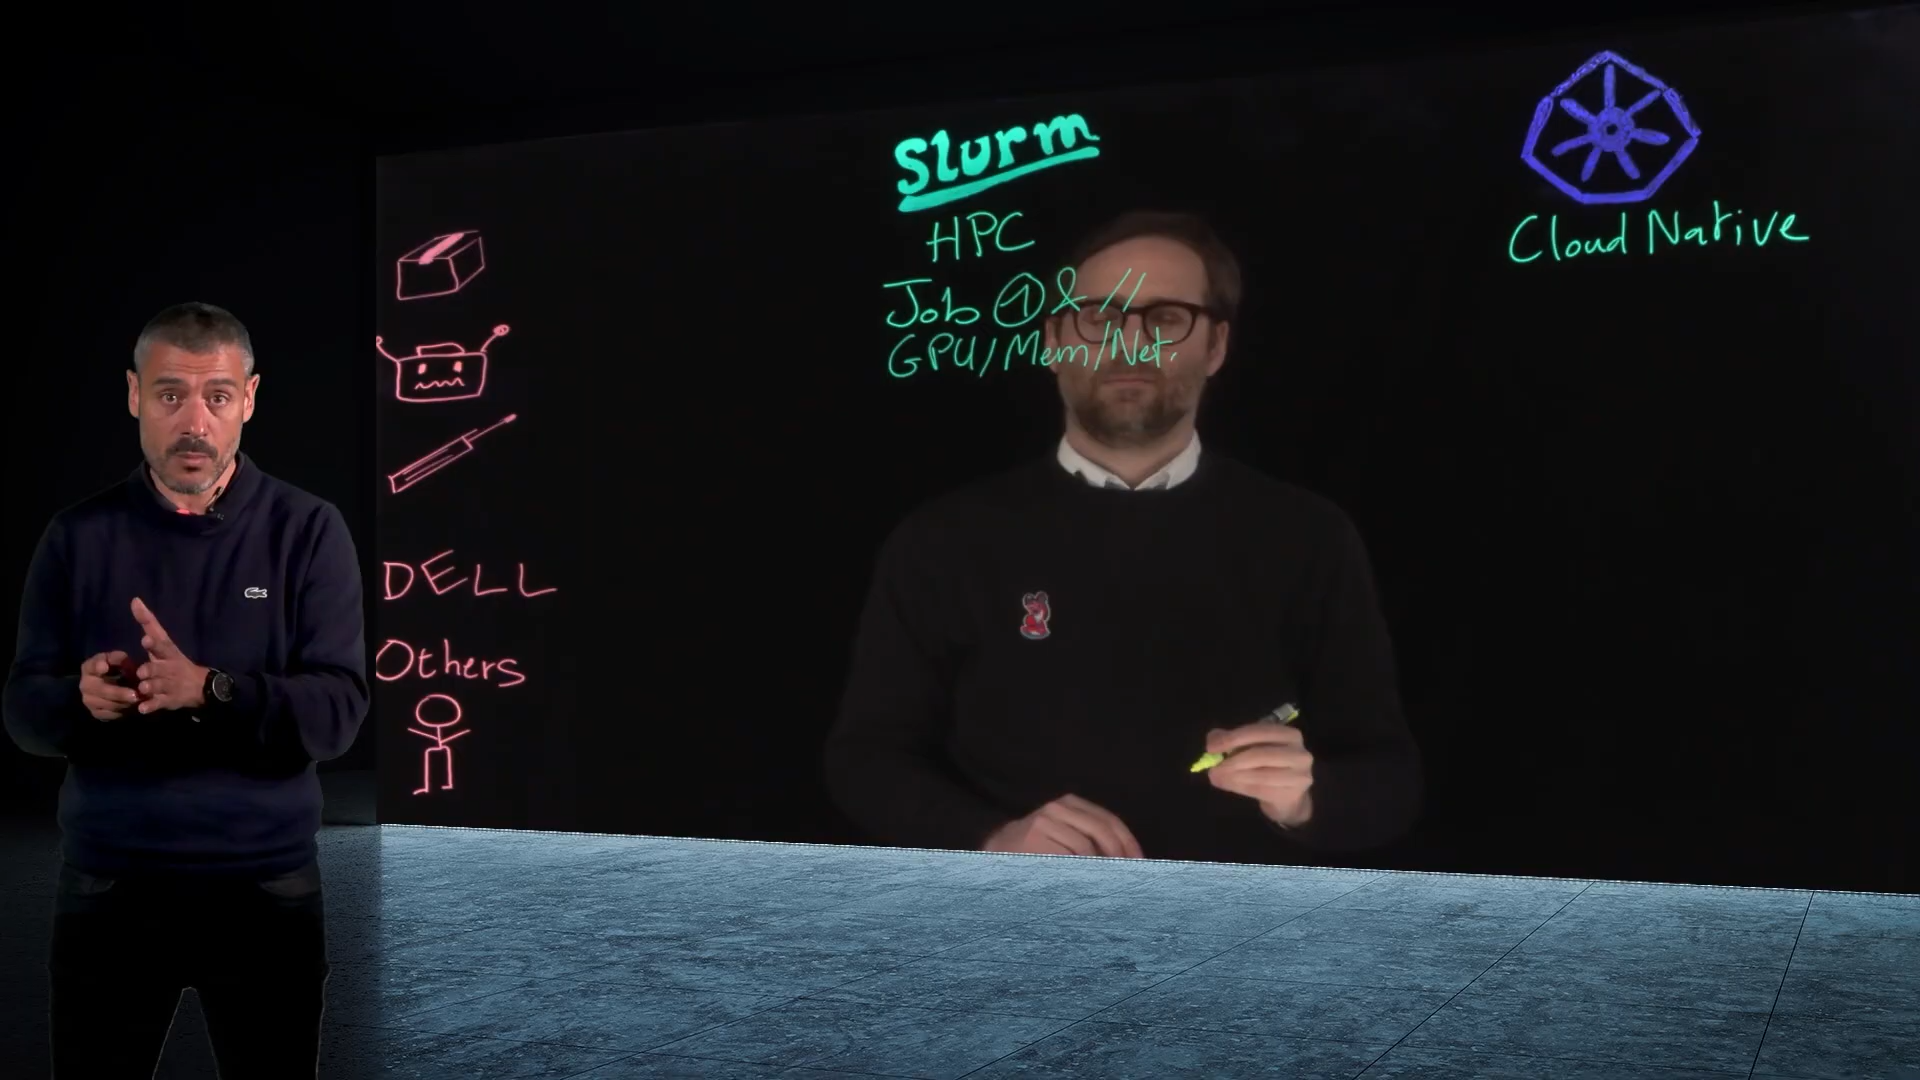 Slurm
HPC
Job ① & //
GPU/Mem/Net.
Cloud Native
DELL
Others